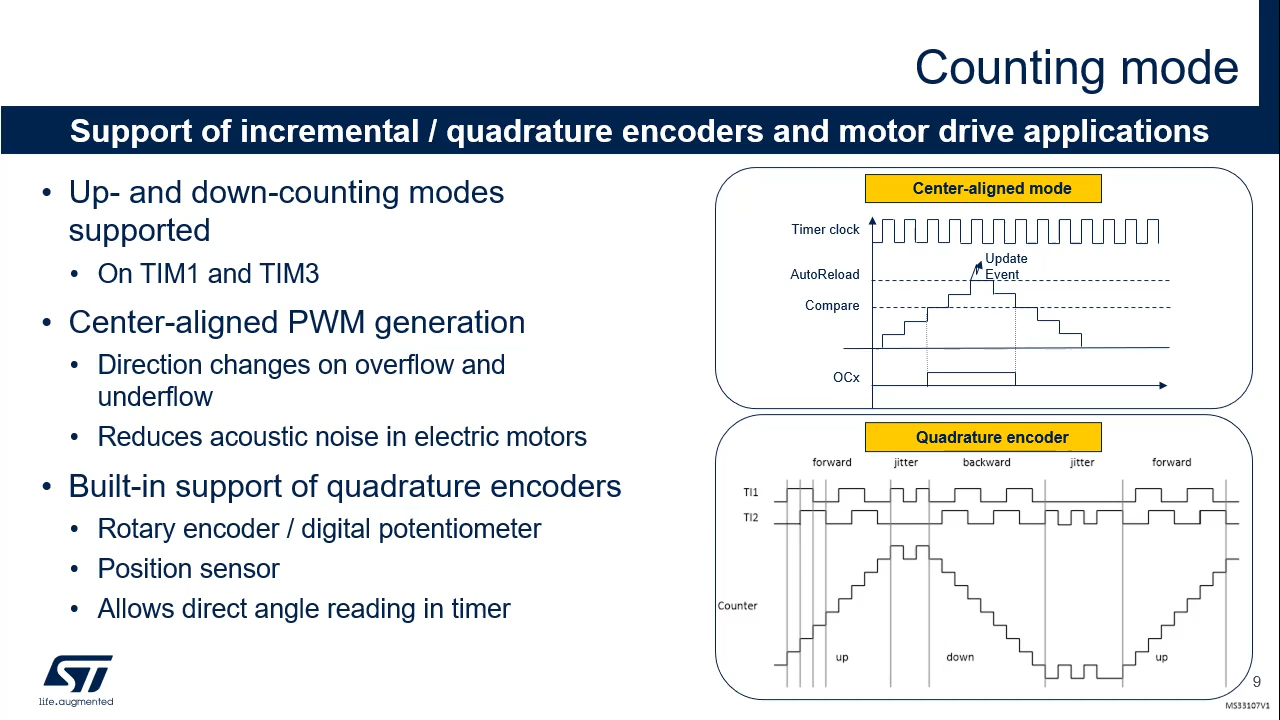 Counting mode
Support of incremental / quadrature encoders and motor drive applications
• Up- and down-counting modes
supported
• On TIM1 and TIM3
• Center-aligned PWM generation
• Direction changes on overflow and
underflow
• Reduces acoustic noise in electric motors
• Built-in support of quadrature encoders
• Rotary encoder / digital potentiometer
• Position sensor
• Allows direct angle reading in timer
Center-aligned mode
Timer clock
Update
Event
AutoReload
Compare
OCx
Quadrature encoder
forward jitter backward jitter forward
TI1
TI2
Counter
up down up
ST
life.augmented
9
MS33107V1